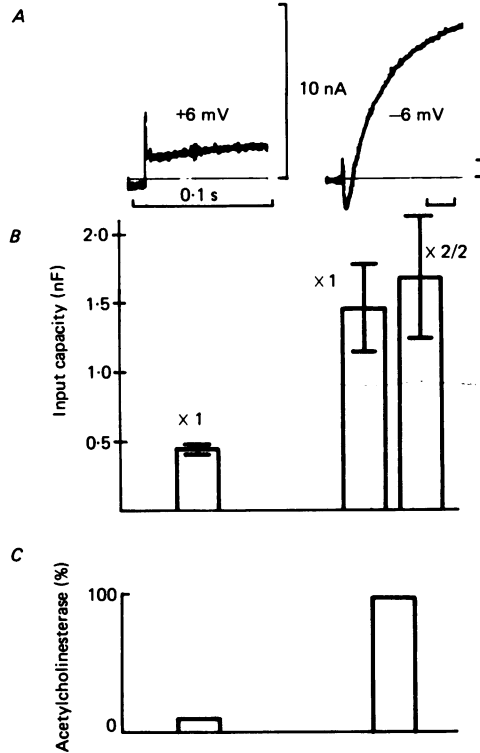 A
+6 mV
10 nA
−6 mV
0·1 s
B
Input capacity (nF)
2·0
1·5
1·0
0·5
× 1
× 1
× 2/2
C
Acetylcholinesterase (%)
100
0